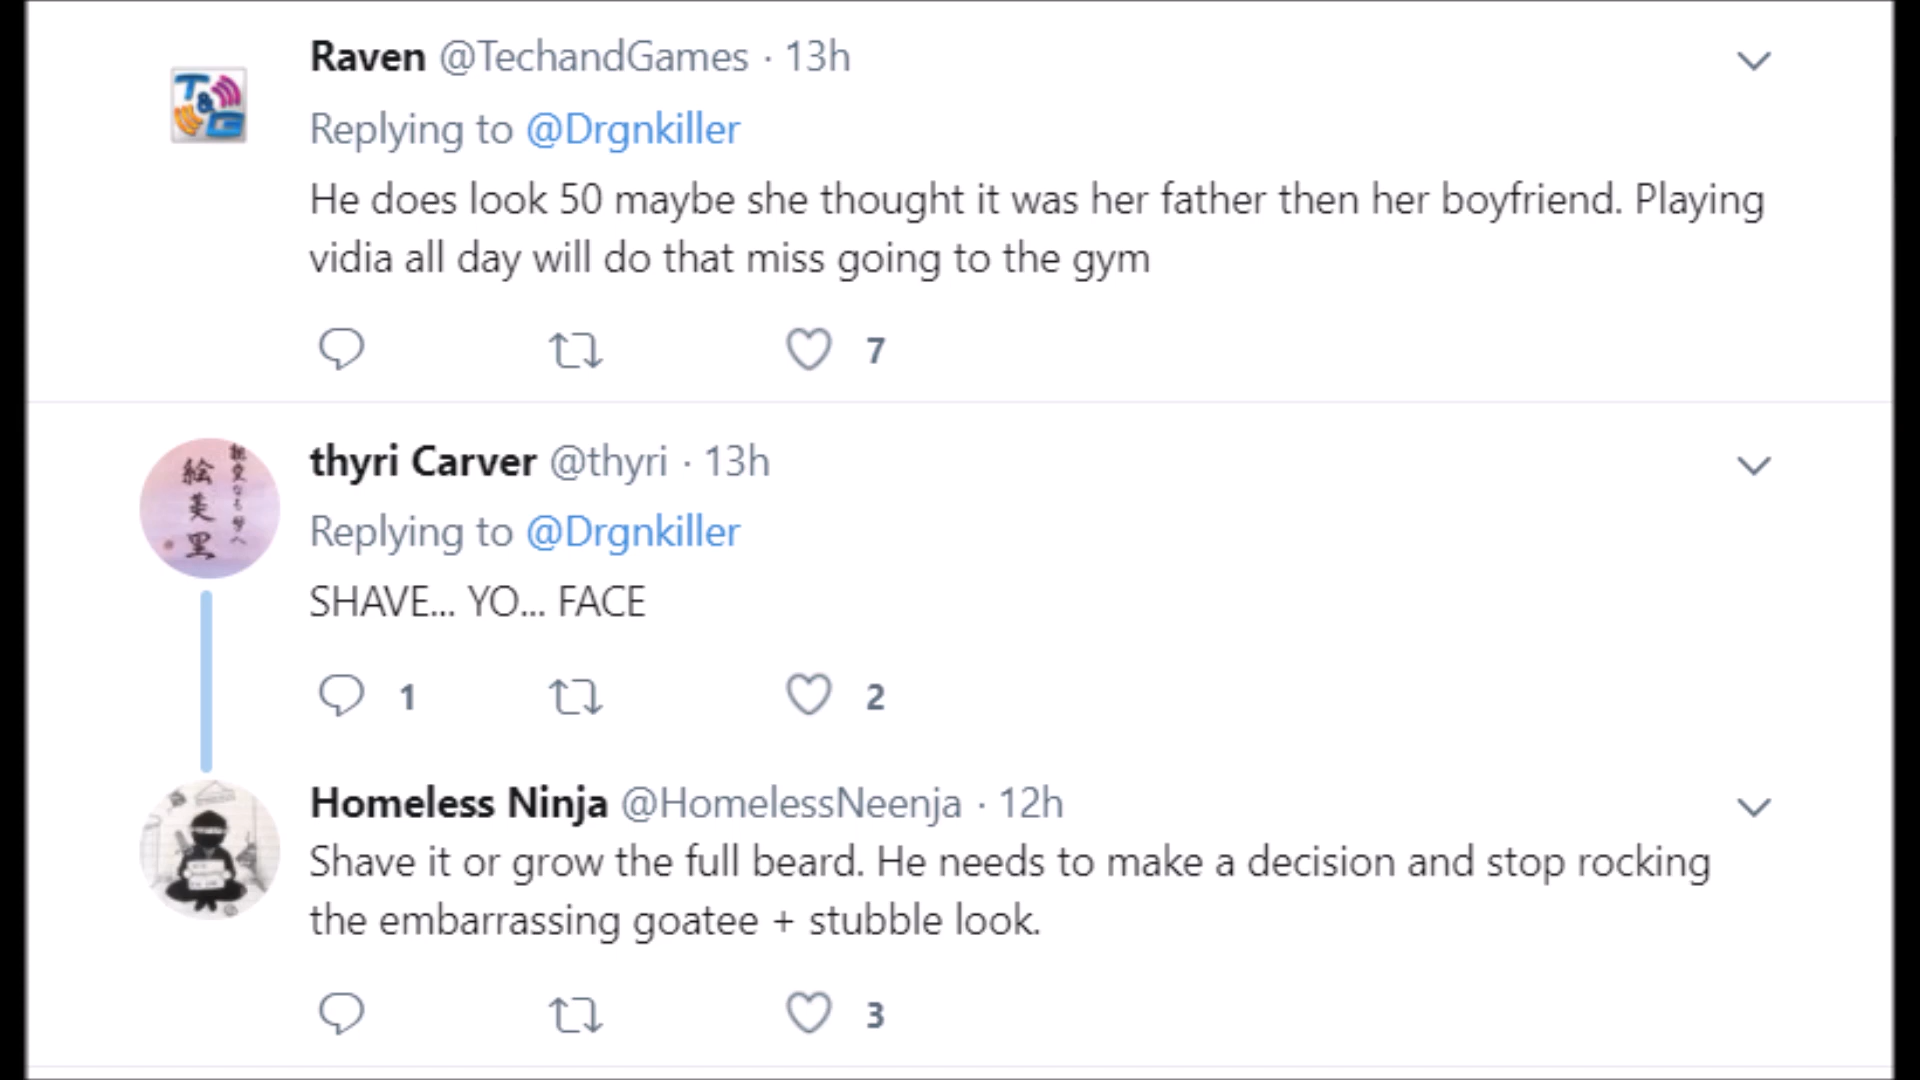 Raven @TechandGames · 13h
T&G
Replying to @Drgnkiller
He does look 50 maybe she thought it was her father then her boyfriend. Playing
vidia all day will do that miss going to the gym
7
thyri Carver @thyri · 13h
絵美里
Replying to @Drgnkiller
SHAVE... YO... FACE
1 2
Homeless Ninja @HomelessNeenja · 12h
Shave it or grow the full beard. He needs to make a decision and stop rocking
the embarrassing goatee + stubble look.
3